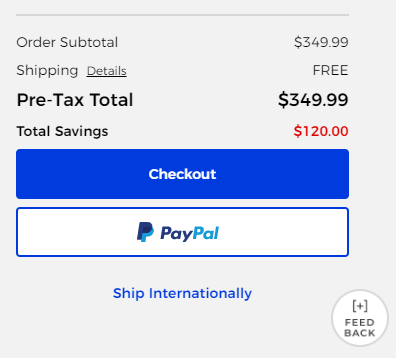 Order Subtotal $349.99
Shipping Details FREE
Pre-Tax Total $349.99
Total Savings $120.00
Checkout
PayPal
Ship Internationally
[+]
FEED
BACK